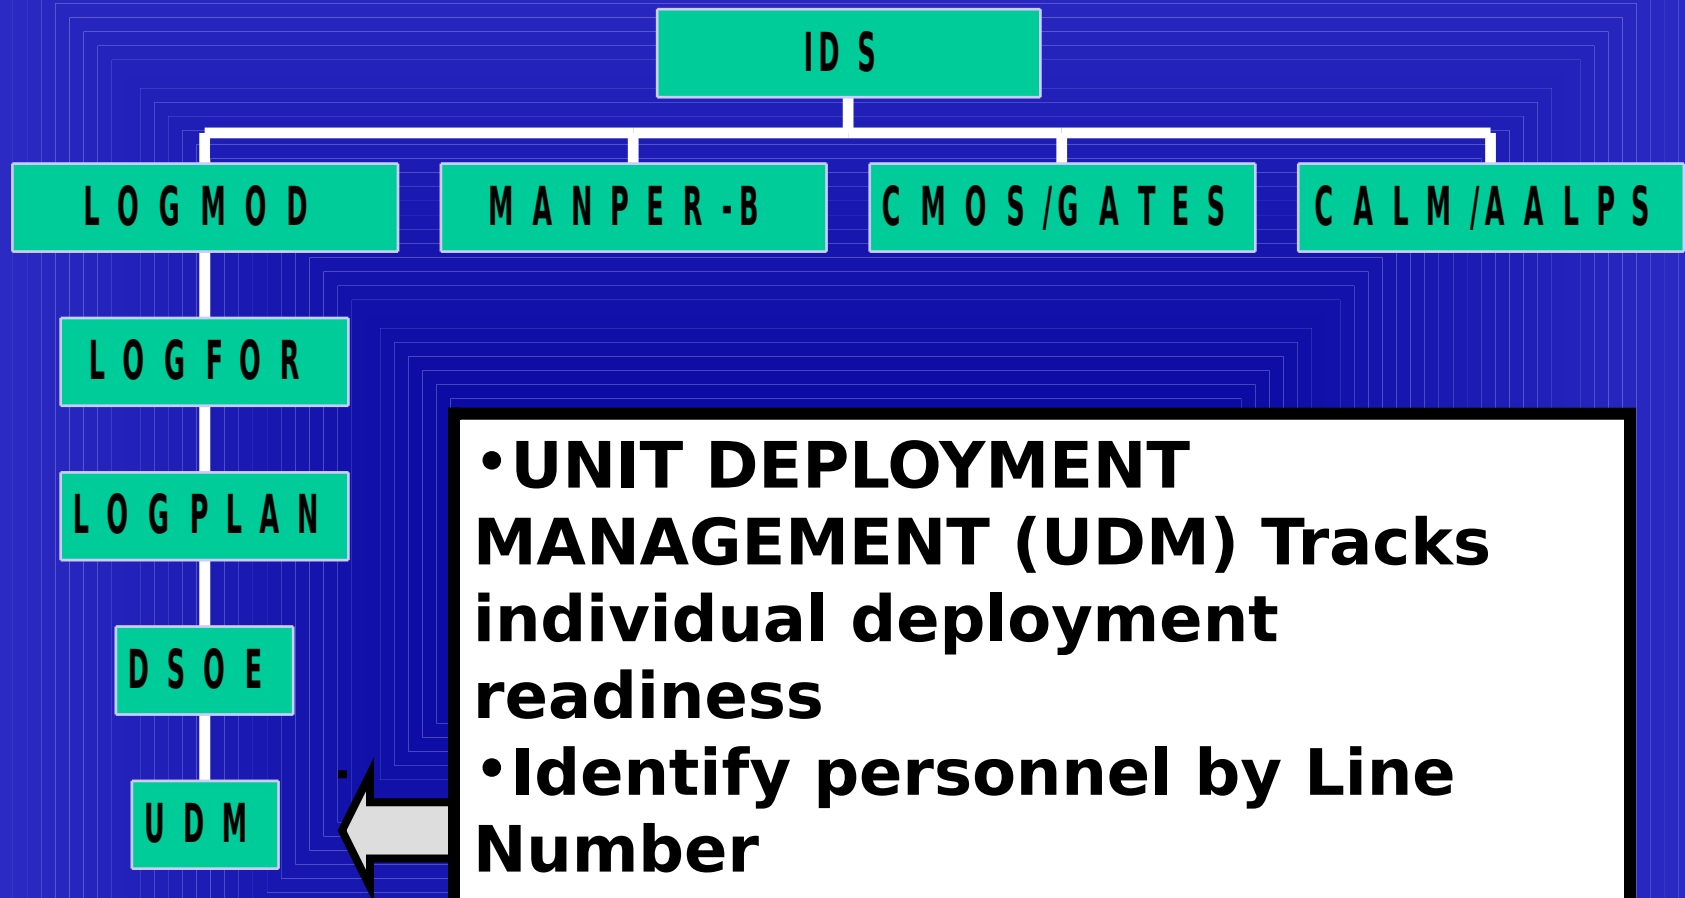 IDS
LOGMOD
MANPER-B
CMOS/GATES
CALM/AALPS
LOGFOR
LOGPLAN
DSOE
UDM
•UNIT DEPLOYMENT
MANAGEMENT (UDM) Tracks
individual deployment
readiness
•Identify personnel by Line
Number